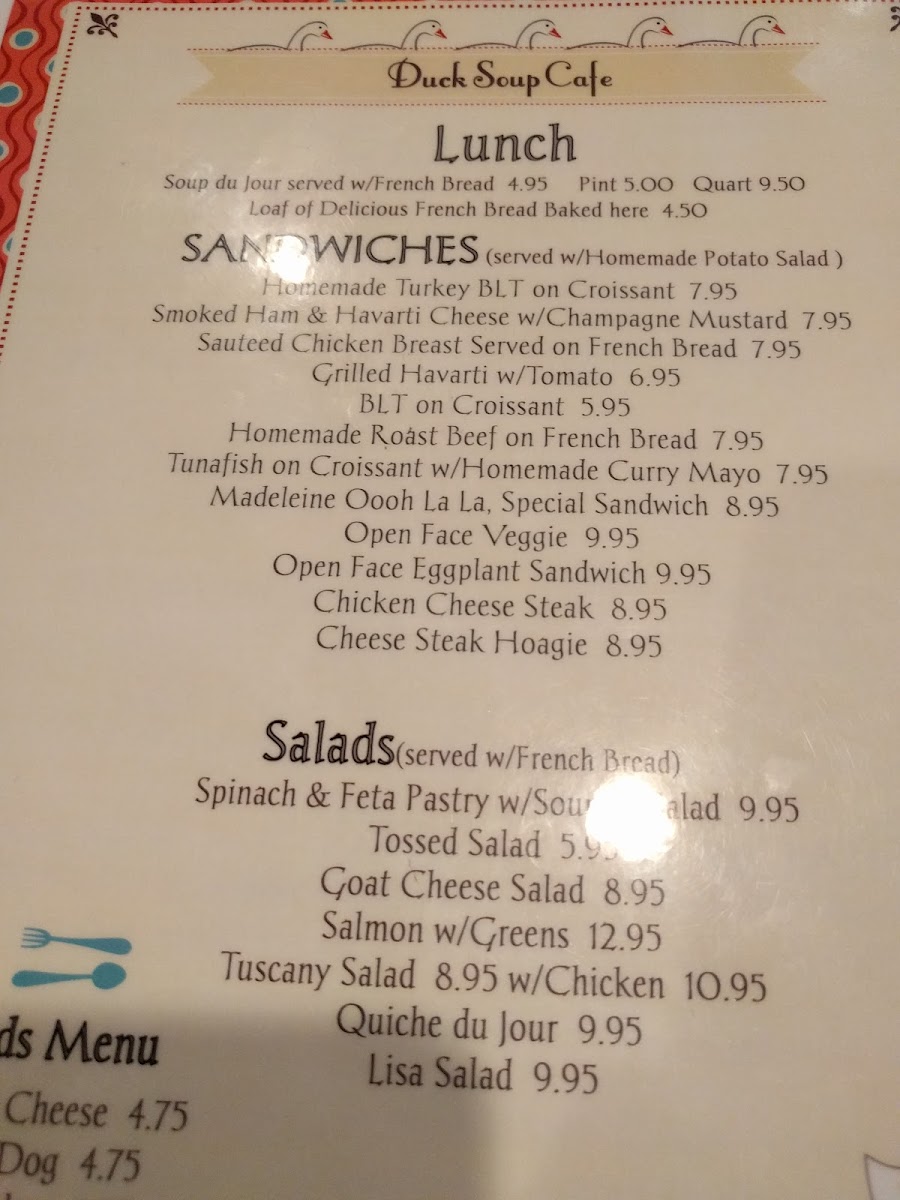 Duck Soup Cafe
Lunch
Soup du Jour served w/French Bread 4.95 Pint 5.00 Quart 9.50
Loaf of Delicious French Bread Baked here 4.50
SANDWICHES (served w/Homemade Potato Salad )
Homemade Turkey BLT on Croissant 7.95
Smoked Ham & Havarti Cheese w/Champagne Mustard 7.95
Sauteed Chicken Breast Served on French Bread 7.95
Grilled Havarti w/Tomato 6.95
BLT on Croissant 5.95
Homemade Roast Beef on French Bread 7.95
Tunafish on Croissant w/Homemade Curry Mayo 7.95
Madeleine Oooh La La, Special Sandwich 8.95
Open Face Veggie 9.95
Open Face Eggplant Sandwich 9.95
Chicken Cheese Steak 8.95
Cheese Steak Hoagie 8.95
Salads (served w/French Bread)
Spinach & Feta Pastry 9.95
Tossed Salad 5.95
Goat Cheese Salad 8.95
Salmon w/Greens 12.95
Tuscany Salad 8.95 w/Chicken 10.95
Quiche du Jour 9.95
Lisa Salad 9.95
Menu
Cheese 4.75
Dog 4.75